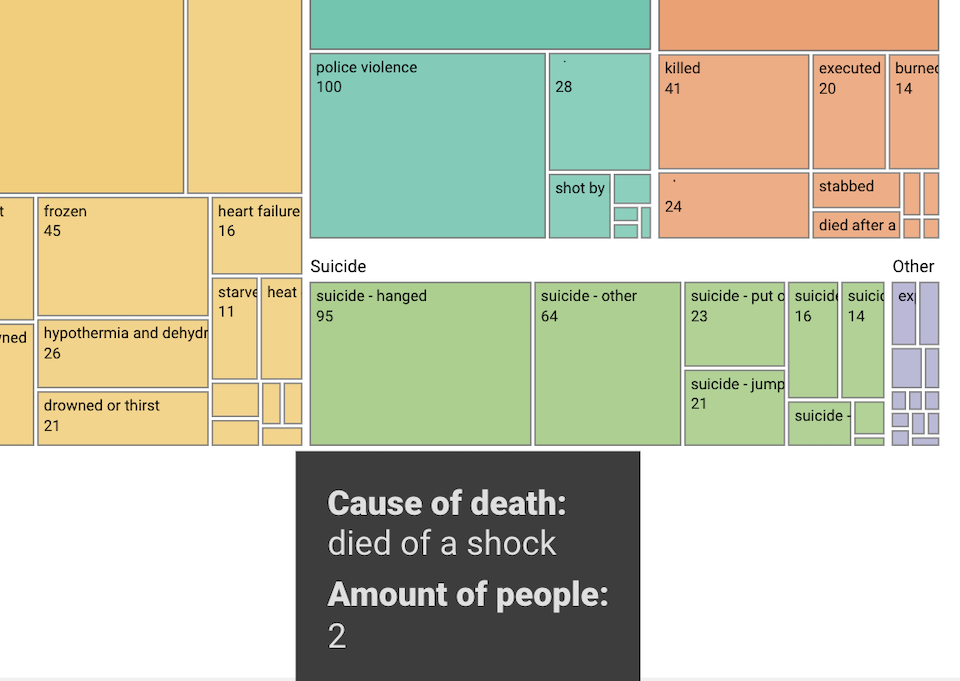 police violence
100
28
shot by
killed
41
executed
20
burned
14
24
stabbed
died after a
t
frozen
45
heart failure
16
starve
11
heat
ned
hypothermia and dehydr
26
drowned or thirst
21
Suicide
suicide - hanged
95
suicide - other
64
suicide - put o
23
suicide - jump
21
suicide
16
suicid
14
suicide -
Other
ex
Cause of death:
died of a shock
Amount of people:
2